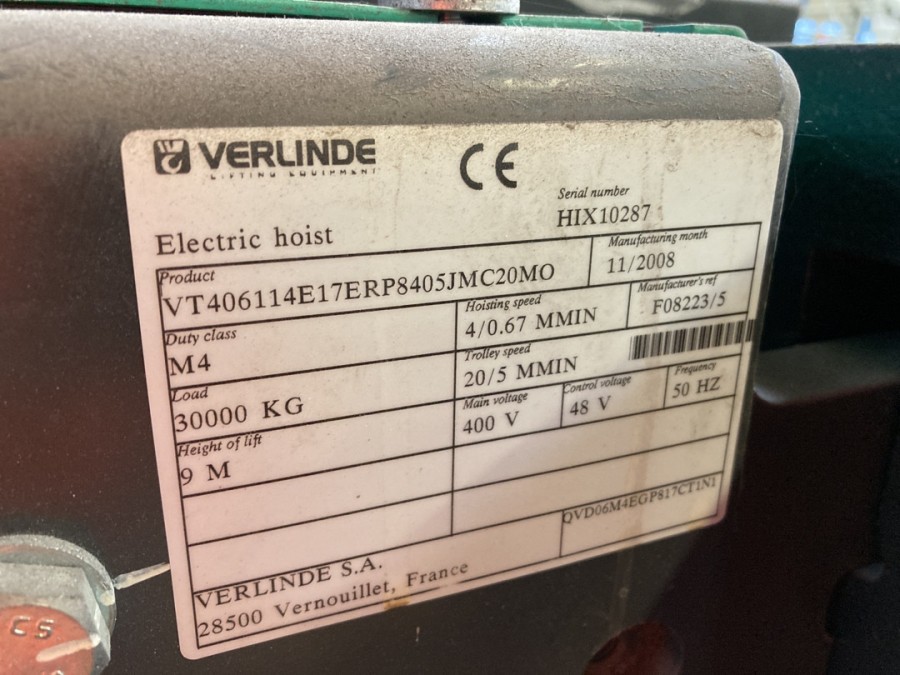 VERLINDE
LIFTING EQUIPMENT
CE
Serial number
HIX10287
Electric hoist
Product
VT406114E17ERP8405JMC20MO
Manufacturing month
11/2008
Duty class
M4
Hoisting speed
4/0.67 MMIN
Manufacturer's ref
F08223/5
Load
30000 KG
Trolley speed
20/5 MMIN
Height of lift
9 M
Main voltage
400 V
Control voltage
48 V
Frequency
50 HZ
QVD06M4EGP817CT1N1
VERLINDE S.A.
28500 Vernouillet, France
CS